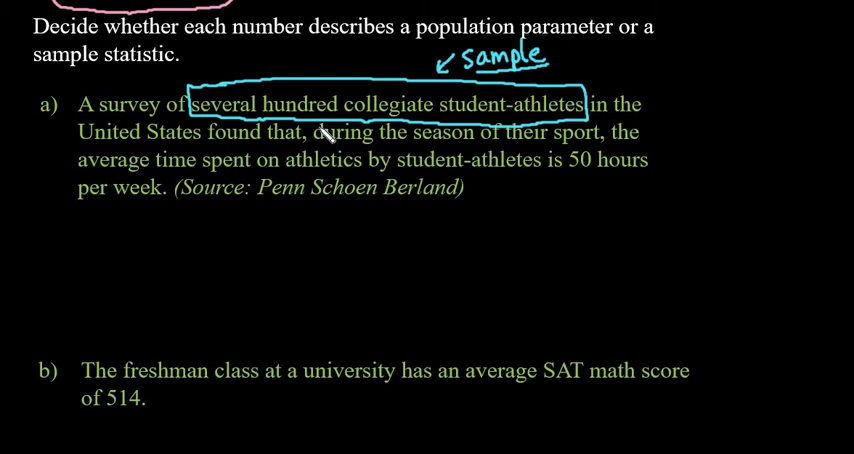 Decide whether each number describes a population parameter or a
sample statistic.
sample
a) A survey of several hundred collegiate student-athletes in the
United States found that, during the season of their sport, the
average time spent on athletics by student-athletes is 50 hours
per week. (Source: Penn Schoen Berland)
b) The freshman class at a university has an average SAT math score
of 514.